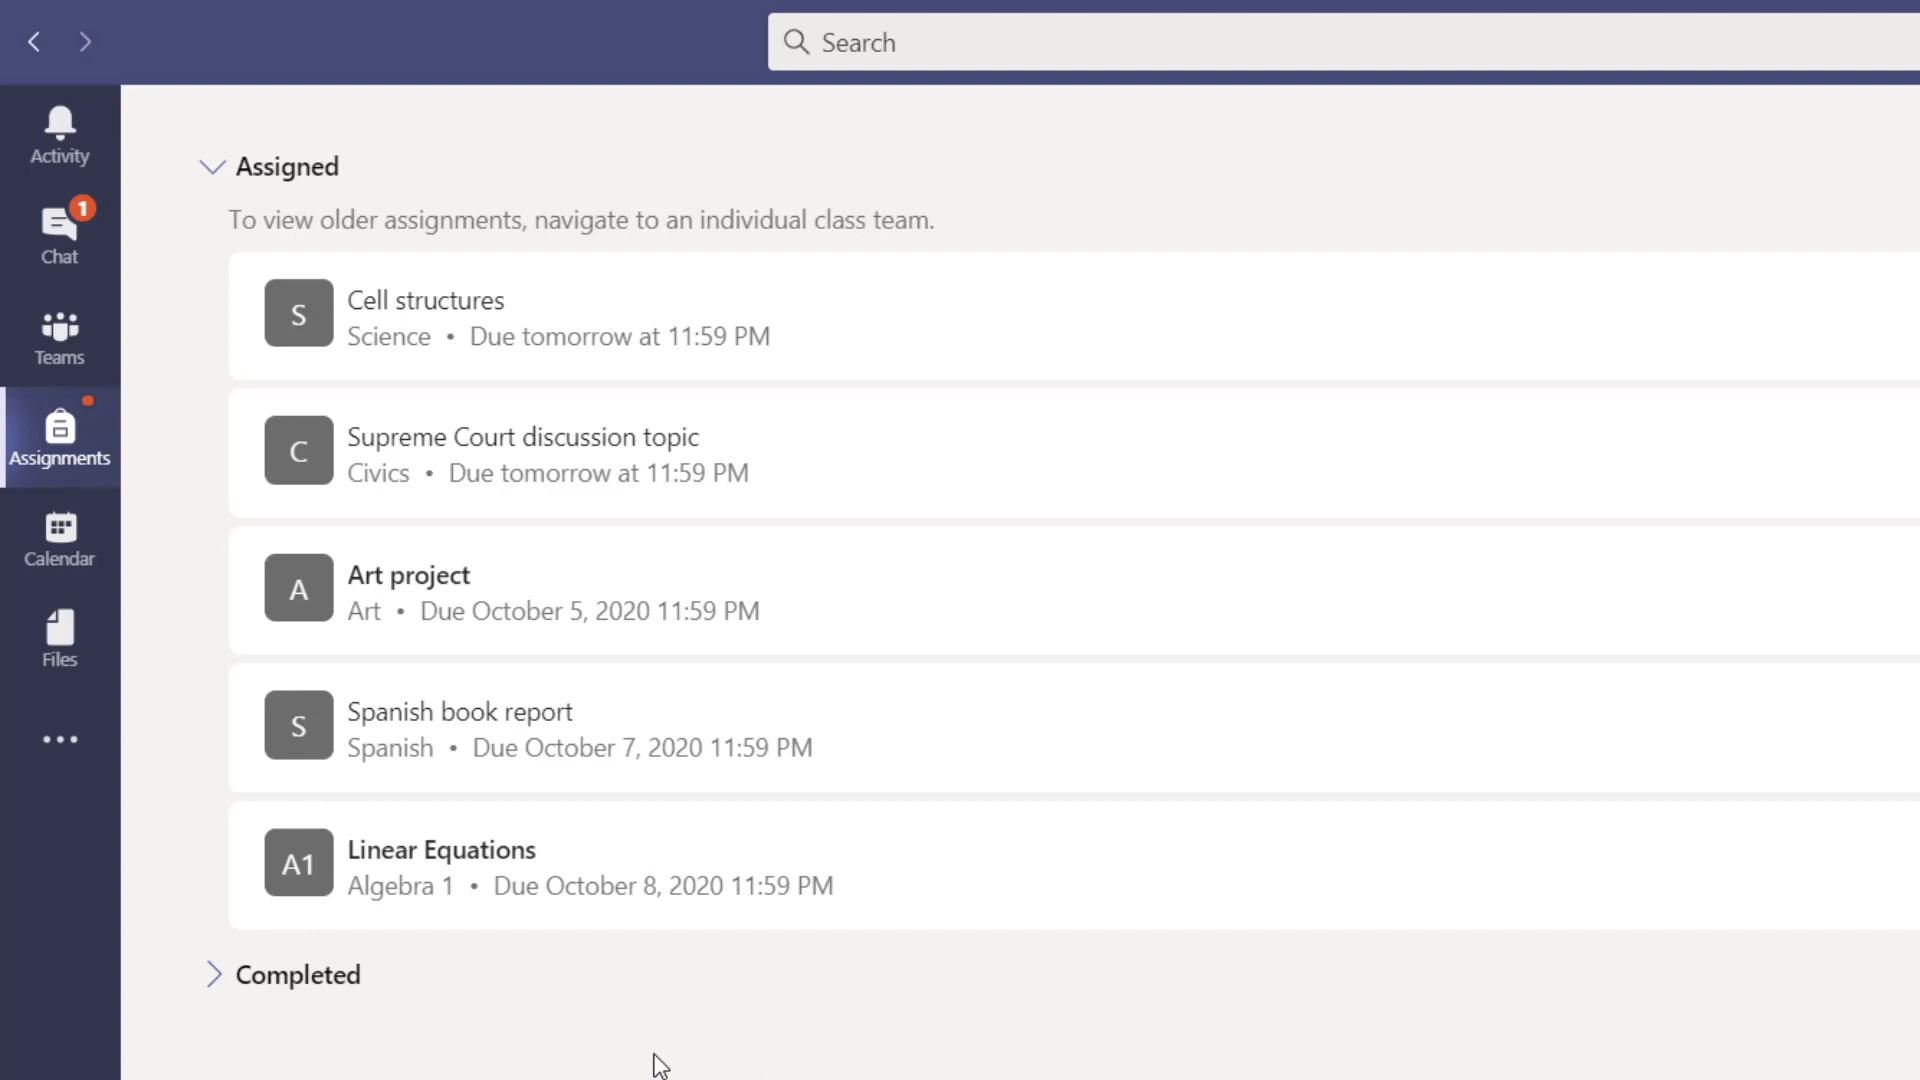 Search
Activity
1
Chat
Teams
Assignments
Calendar
Files
Assigned
To view older assignments, navigate to an individual class team.
S
Cell structures
Science • Due tomorrow at 11:59 PM
C
Supreme Court discussion topic
Civics • Due tomorrow at 11:59 PM
A
Art project
Art • Due October 5, 2020 11:59 PM
S
Spanish book report
Spanish • Due October 7, 2020 11:59 PM
A1
Linear Equations
Algebra 1 • Due October 8, 2020 11:59 PM
Completed